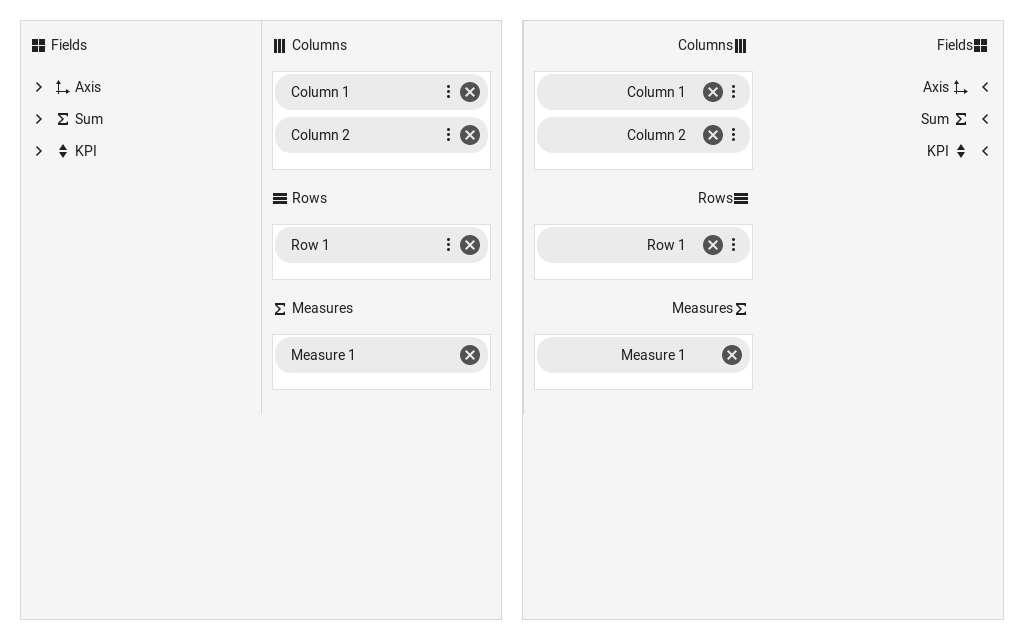 Fields
Axis
Sum
KPI
Columns
Column 1
Column 2
Rows
Row 1
Measures
Measure 1
Columns
Column 1
Column 2
Rows
Row 1
Measures
Measure 1
Fields
Axis
Sum
KPI